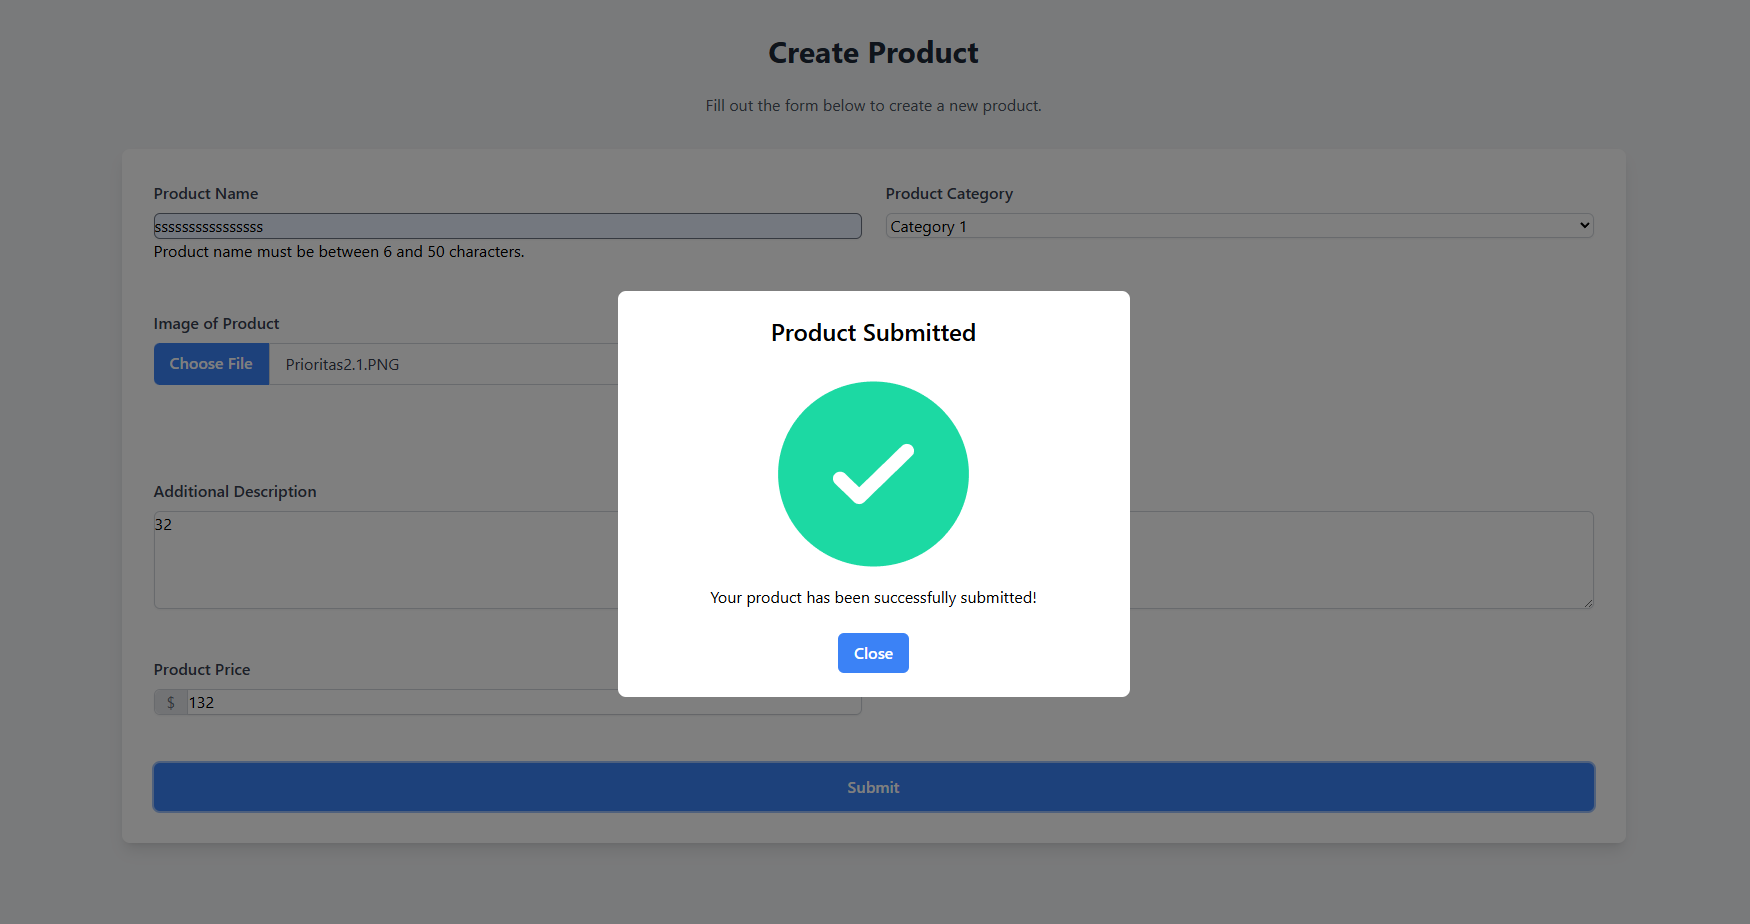 Create Product
Fill out the form below to create a new product.
Product Name
Product Category
ssssssssssssssss
Category 1
Product name must be between 6 and 50 characters.
Image of Product
Choose File
Prioritas2.1.PNG
Product Submitted
Additional Description
32
Your product has been successfully submitted!
Close
Product Price
$
132
Submit